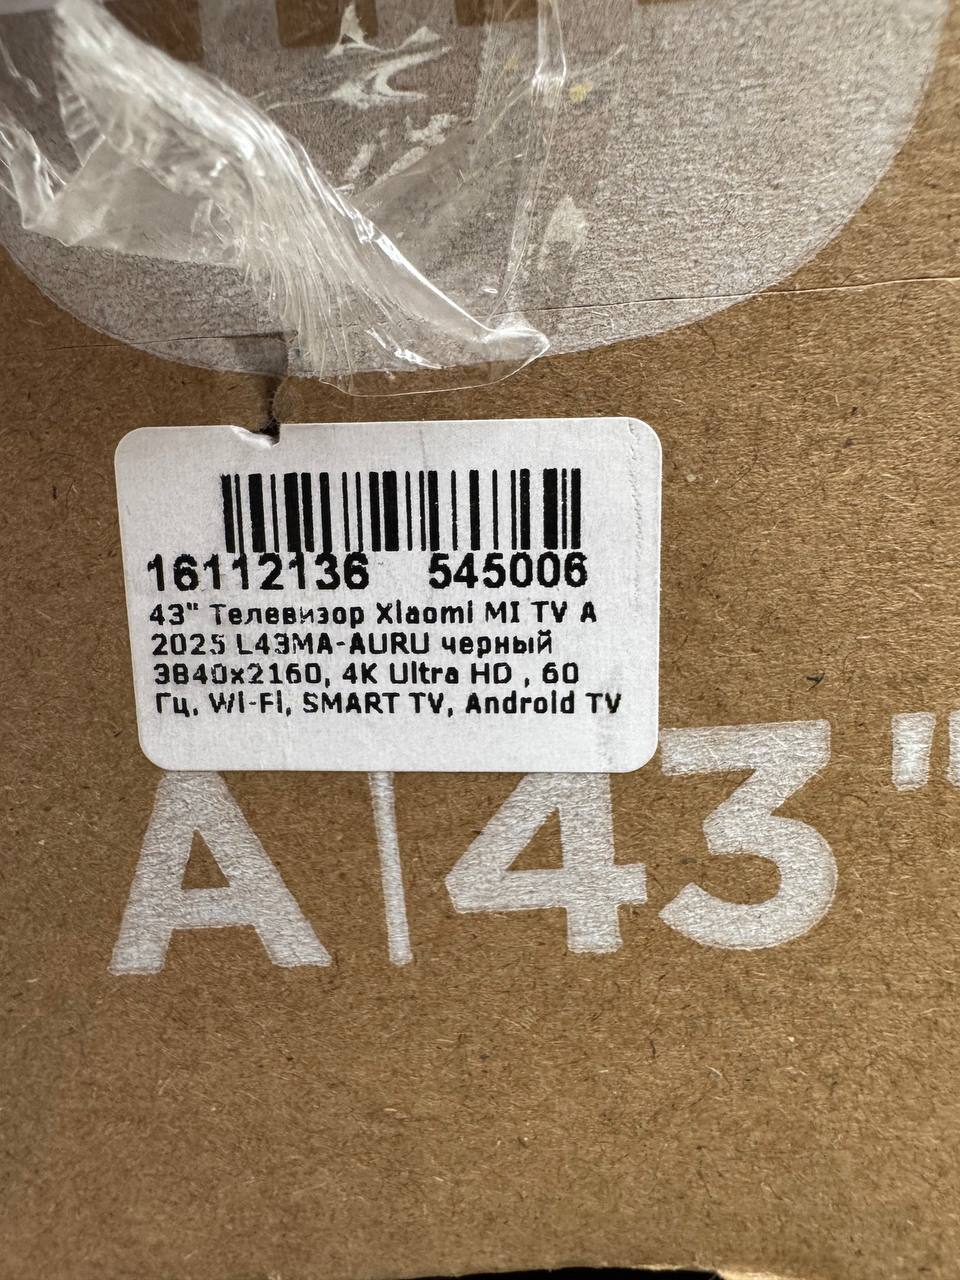 16112136 545006
43" Телевизор Xiaomi MI TV A
2025 L43MA-AURU черный
3840x2160, 4K Ultra HD , 60
Гц, Wi-Fi, SMART TV, Android TV
A | 43"